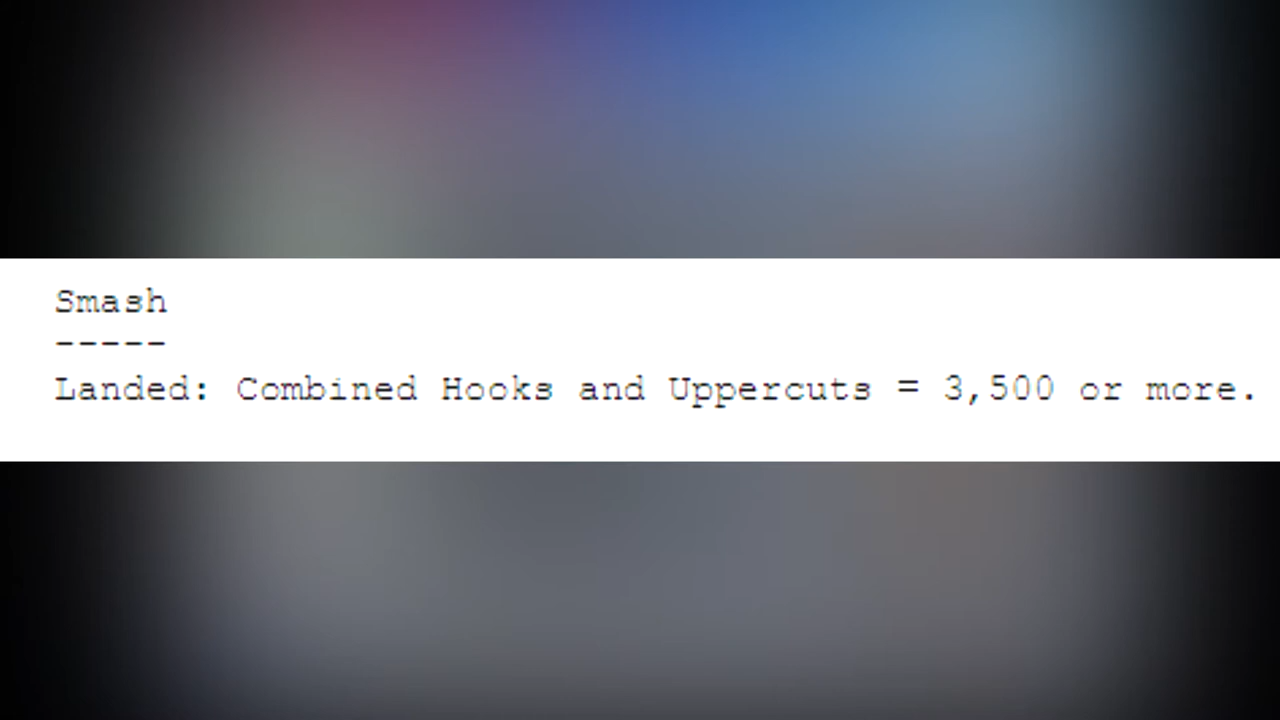 Smash
-----
Landed: Combined Hooks and Uppercuts = 3,500 or more.